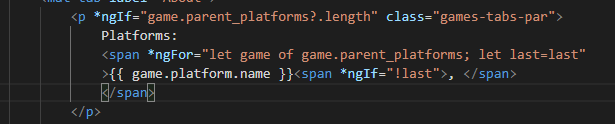 <p *ngIf="game.parent_platforms?.length" class="games-tabs-par">
Platforms:
<span *ngFor="let game of game.parent_platforms; let last=last"
>{{ game.platform.name }}<span *ngIf="!last">, </span>
</span>
</p>